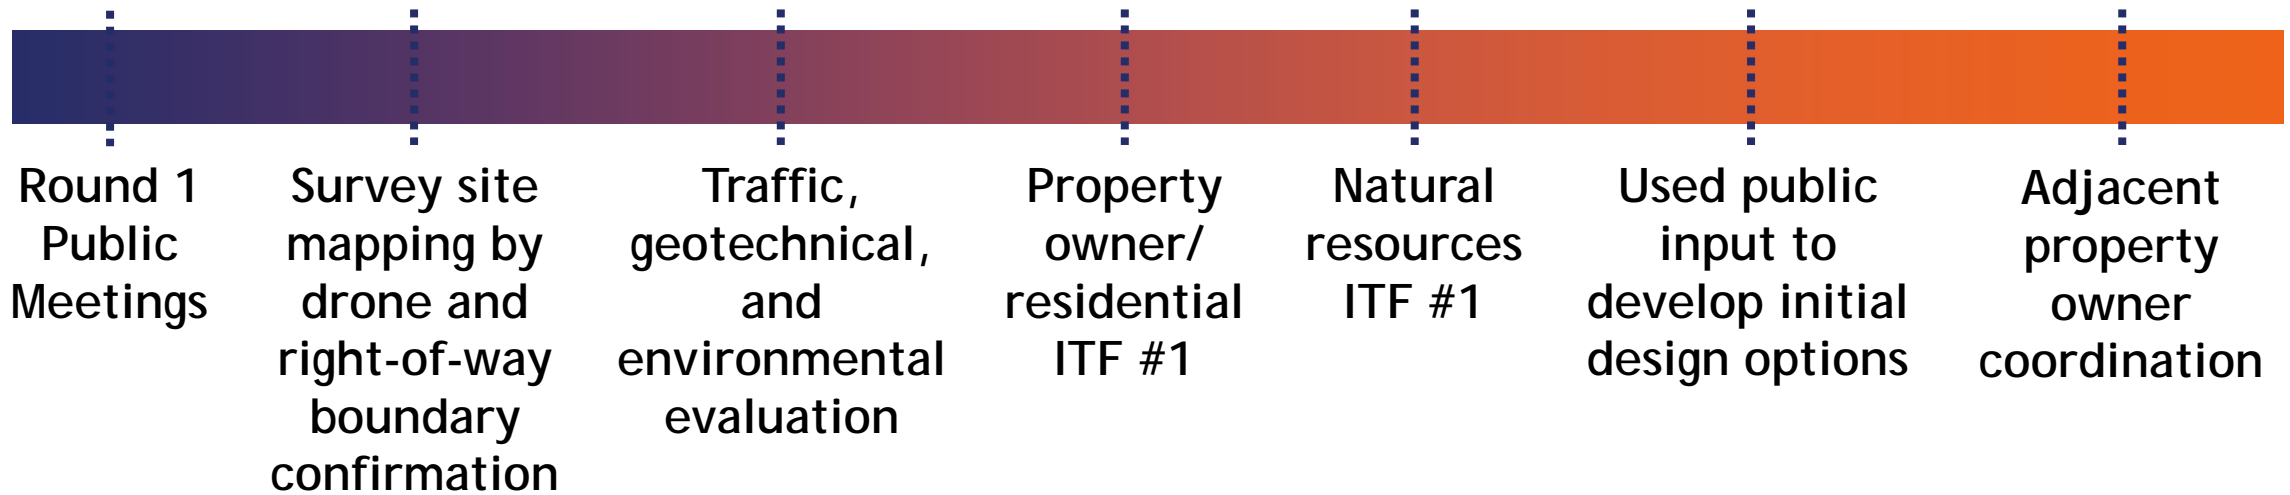 Round 1
Public
Meetings
Survey site
mapping by
drone and
right-of-way
boundary
confirmation
Traffic,
geotechnical,
and
environmental
evaluation
Property
owner/
residential
ITF #1
Natural
resources
ITF #1
Used public
input to
develop initial
design options
Adjacent
property
owner
coordination